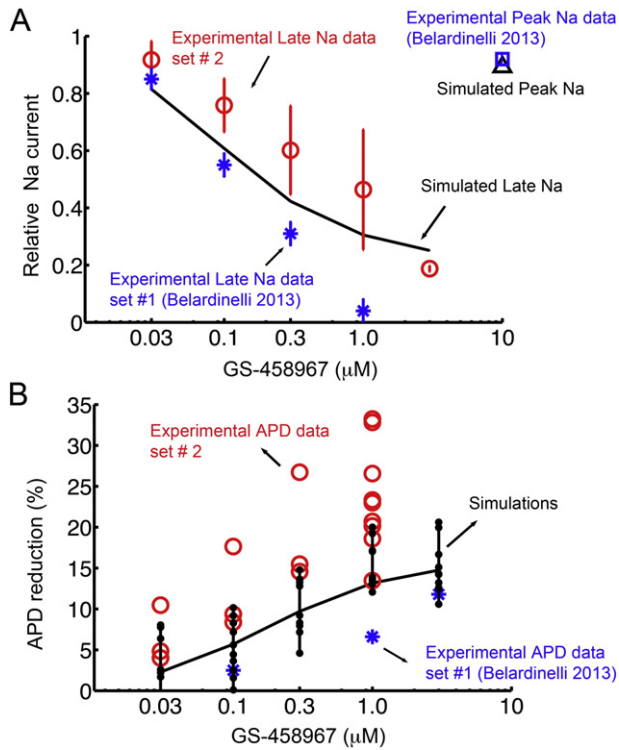 A
Experimental Late Na data
set # 2
Experimental Peak Na data
(Belardinelli 2013)
Simulated Peak Na
Simulated Late Na
Experimental Late Na data
set #1 (Belardinelli 2013)
Relative Na current
1
0.8
0.6
0.4
0.2
0
0.03
0.1
0.3
1.0
10
GS-458967 (μM)
B
Experimental APD data
set # 2
Simulations
Experimental APD data
set #1 (Belardinelli 2013)
APD reduction (%)
35
30
25
20
15
10
5
0
0.03
0.1
0.3
1.0
10
GS-458967 (μM)